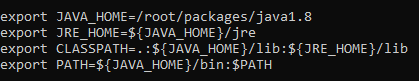 export JAVA_HOME=/root/packages/java1.8
export JRE_HOME=${JAVA_HOME}/jre
export CLASSPATH=.:${JAVA_HOME}/lib:${JRE_HOME}/lib
export PATH=${JAVA_HOME}/bin:$PATH